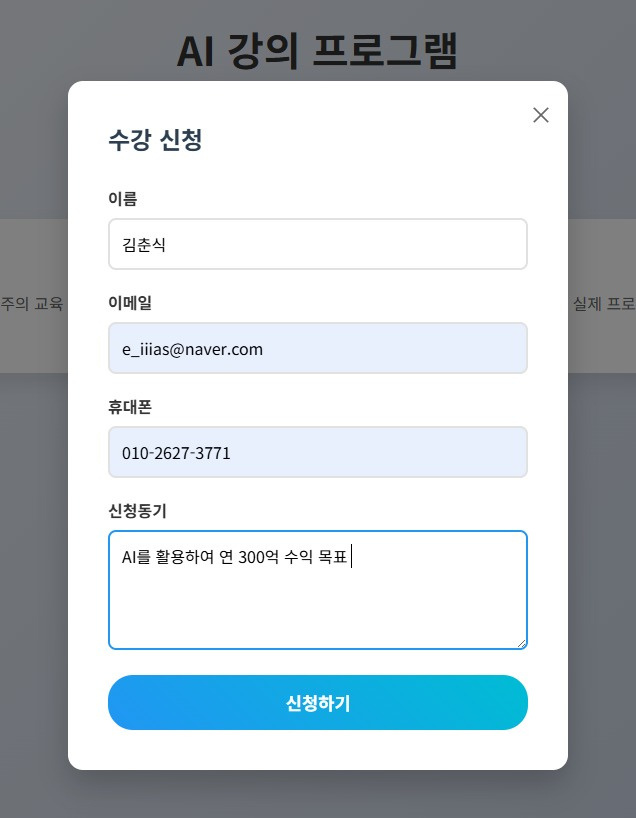 AI 강의 프로그램
수강 신청
이름
김춘식
이메일
e_iiias@naver.com
주의 교육
실제 프로
휴대폰
010-2627-3771
신청동기
AI를 활용하여 연 300억 수익 목표
신청하기